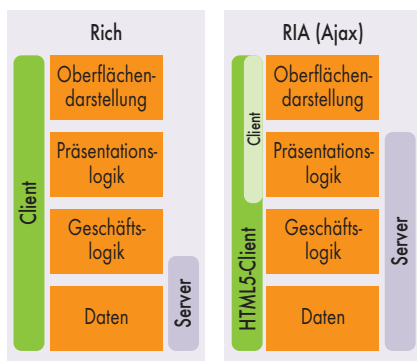 Rich
Client
Oberflächen-
darstellung
Präsentations-
logik
Geschäfts-
logik
Daten
Server
RIA (Ajax)
HTML5-Client
Client
Oberflächen-
darstellung
Präsentations-
logik
Geschäfts-
logik
Daten
Server